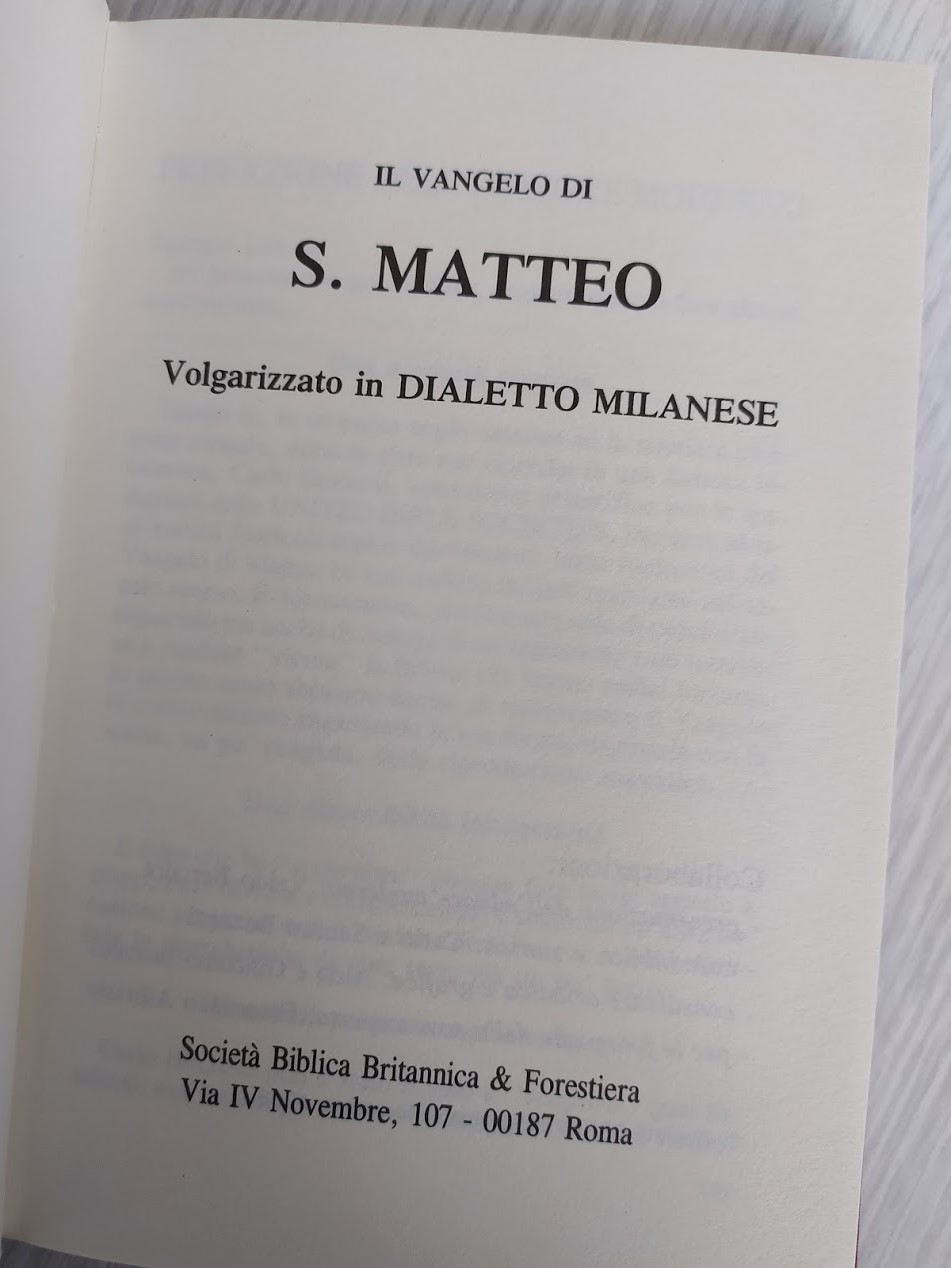 IL VANGELO DI
S. MATTEO
Volgarizzato in DIALETTO MILANESE
Società Biblica Britannica & Forestiera
Via IV Novembre, 107 - 00187 Roma